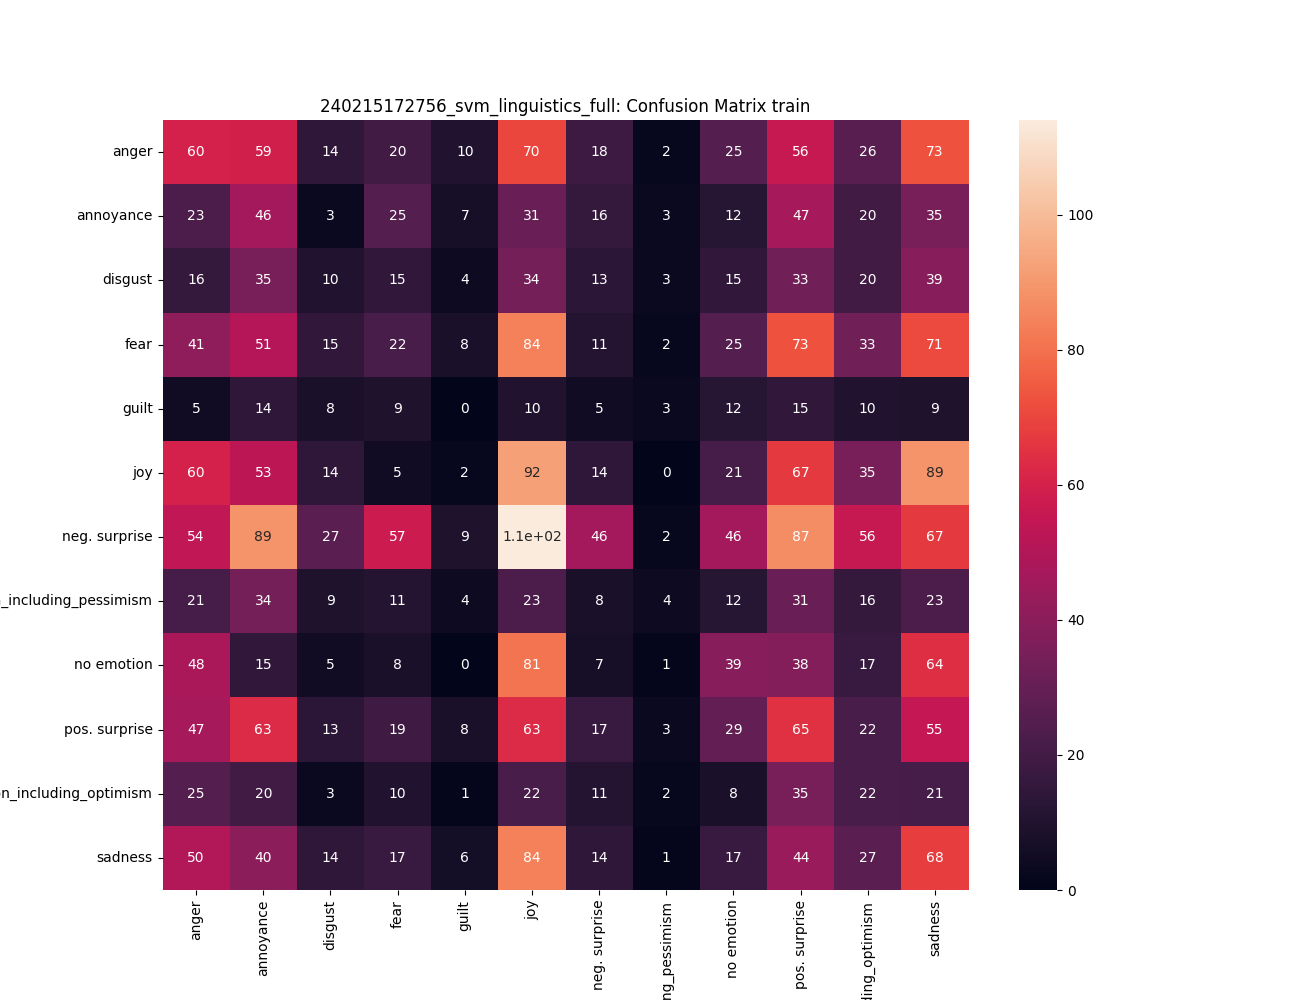 240215172756_svm_linguistics_full: Confusion Matrix train
anger 60 59 14 20 10 70 18 2 25 56 26 73
annoyance 23 46 3 25 7 31 16 3 12 47 20 35
disgust 16 35 10 15 4 34 13 3 15 33 20 39
fear 41 51 15 22 8 84 11 2 25 73 33 71
guilt 5 14 8 9 0 10 5 3 12 15 10 9
joy 60 53 14 5 2 92 14 0 21 67 35 89
neg. surprise 54 89 27 57 9 1.1e+02 46 2 46 87 56 67
_including_pessimism 21 34 9 11 4 23 8 4 12 31 16 23
no emotion 48 15 5 8 0 81 7 1 39 38 17 64
pos. surprise 47 63 13 19 8 63 17 3 29 65 22 55
n_including_optimism 25 20 3 10 1 22 11 2 8 35 22 21
sadness 50 40 14 17 6 84 14 1 17 44 27 68
anger
annoyance
disgust
fear
guilt
joy
neg. surprise
ng_pessimism
no emotion
pos. surprise
ding_optimism
sadness
100
80
60
40
20
0